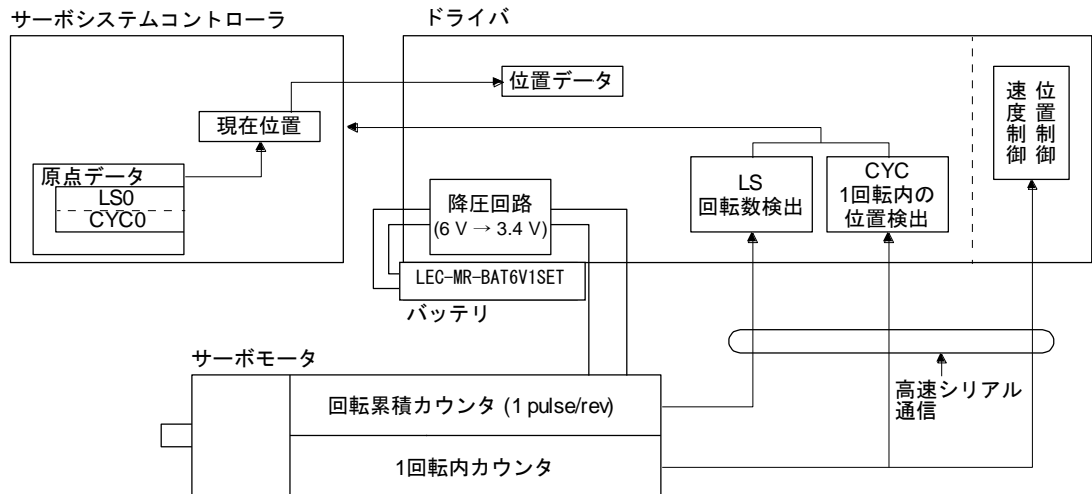 サーボシステムコントローラ
ドライバ
位置データ
現在位置
原点データ
LS0
CYC0
降圧回路
(6 V → 3.4 V)
LEC-MR-BAT6V1SET
バッテリ
LS
回転数検出
CYC
1回転内の
位置検出
位置制御
速度制御
サーボモータ
回転累積カウンタ (1 pulse/rev)
1回転内カウンタ
高速シリアル
通信